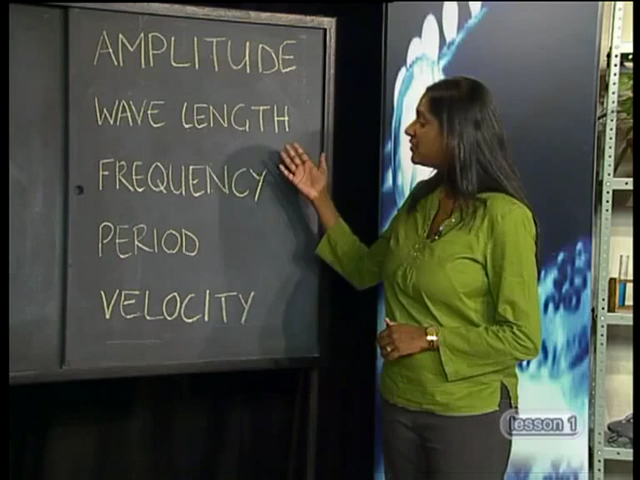 AMPLITUDE
WAVE LENGTH
FREQUENCY
PERIOD
VELOCITY
lesson 1